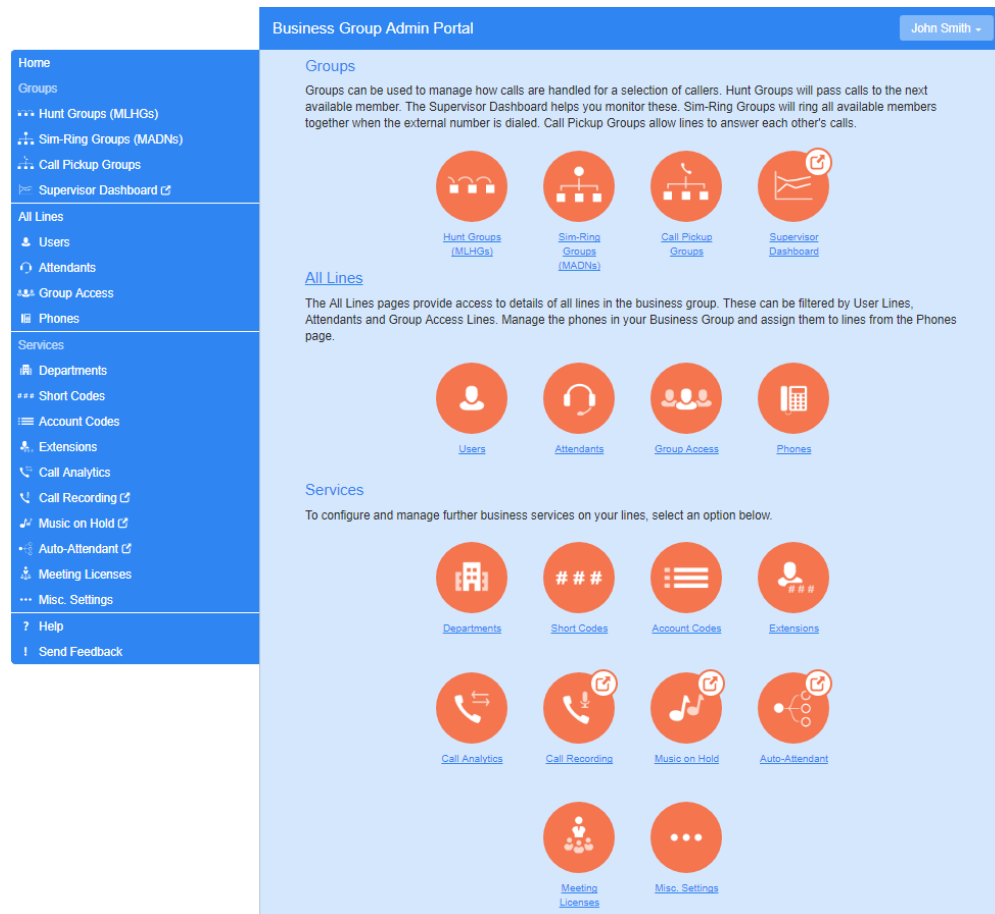 Business Group Admin Portal
John Smith
Home
Groups
Hunt Groups (MLHGs)
Sim-Ring Groups (MADNs)
Call Pickup Groups
Supervisor Dashboard
All Lines
Users
Attendants
Group Access
Phones
Services
Departments
### Short Codes
Account Codes
Extensions
Call Analytics
Call Recording
Music on Hold
Auto-Attendant
Meeting Licenses
Misc. Settings
? Help
! Send Feedback
Groups
Groups can be used to manage how calls are handled for a selection of callers. Hunt Groups will pass calls to the next
available member. The Supervisor Dashboard helps you monitor these. Sim-Ring Groups will ring all available members
together when the external number is dialed. Call Pickup Groups allow lines to answer each other's calls.
Hunt Groups
(MLHGs)
Sim-Ring
Groups
(MADNs)
Call Pickup
Groups
Supervisor
Dashboard
All Lines
The All Lines pages provide access to details of all lines in the business group. These can be filtered by User Lines,
Attendants and Group Access Lines. Manage the phones in your Business Group and assign them to lines from the Phones
page.
Users
Attendants
Group Access
Phones
Services
To configure and manage further business services on your lines, select an option below.
# # #
###
Departments
Short Codes
Account Codes
Extensions
Call Analytics
Call Recording
Music on Hold
Auto-Attendant
Meeting
Licenses
Misc. Settings